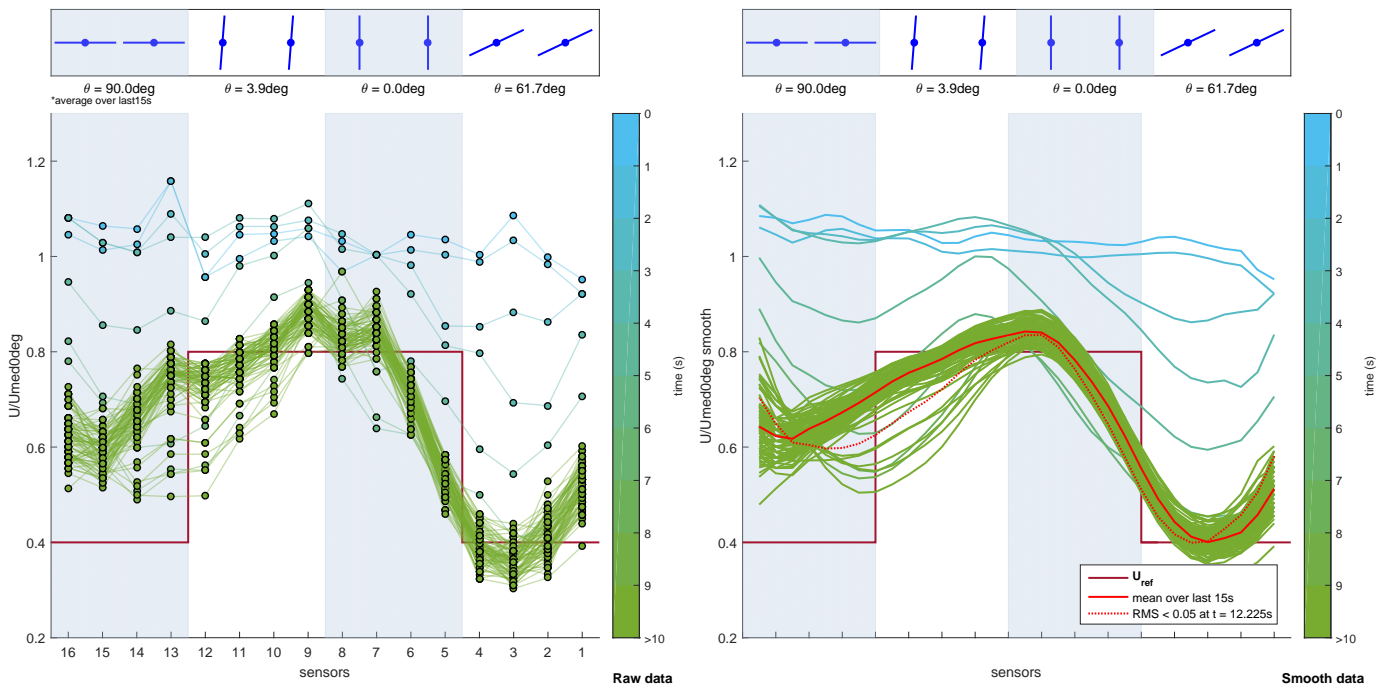 θ = 90.0deg
θ = 3.9deg
θ = 0.0deg
θ = 61.7deg
*average over last15s
U/Umed0deg
1.2
1
0.8
0.6
0.4
0.2
16 15 14 13 12 11 10 9 8 7 6 5 4 3 2 1
sensors
0
1
2
3
4
5
6
7
8
9
>10
time (s)
Raw data
θ = 90.0deg
θ = 3.9deg
θ = 0.0deg
θ = 61.7deg
U/Umed0deg smooth
1.2
1
0.8
0.6
0.4
0.2
U_ref
mean over last 15s
RMS < 0.05 at t = 12.225s
sensors
0
1
2
3
4
5
6
7
8
9
>10
time (s)
Smooth data